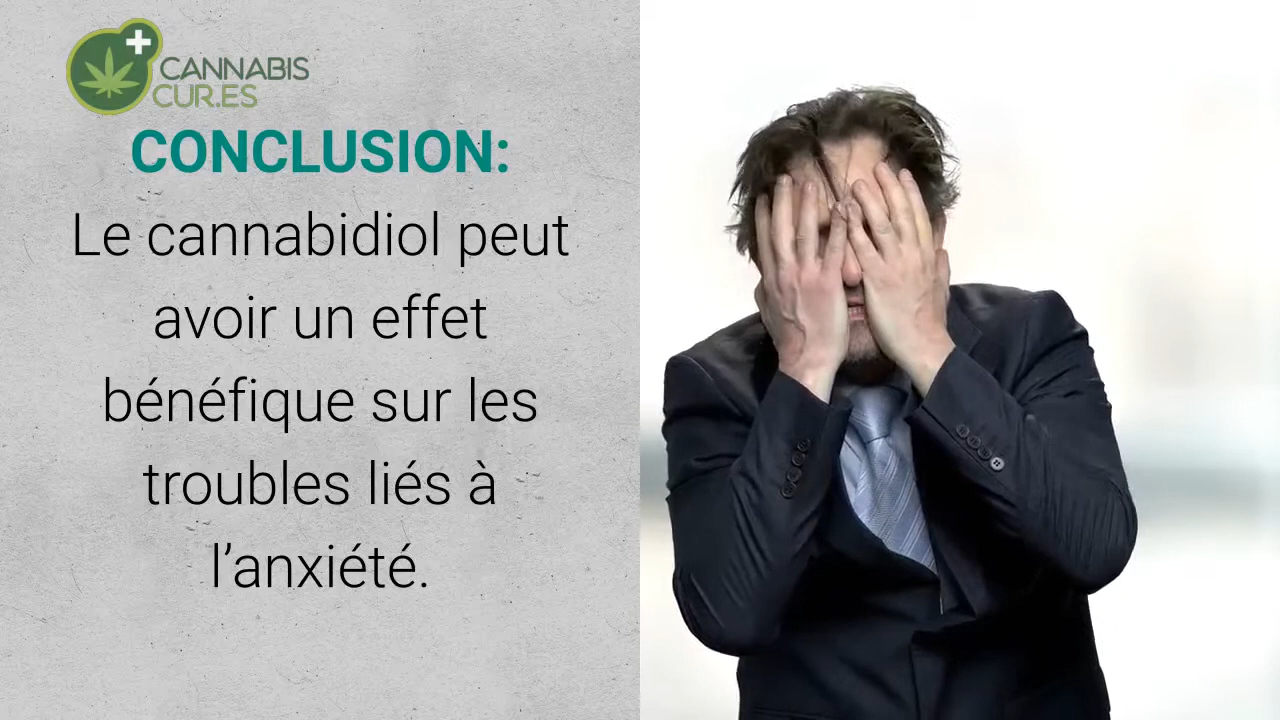 CANNABIS
CUR.ES
CONCLUSION:
Le cannabidiol peut
avoir un effet
bénéfique sur les
troubles liés à
l’anxiété.